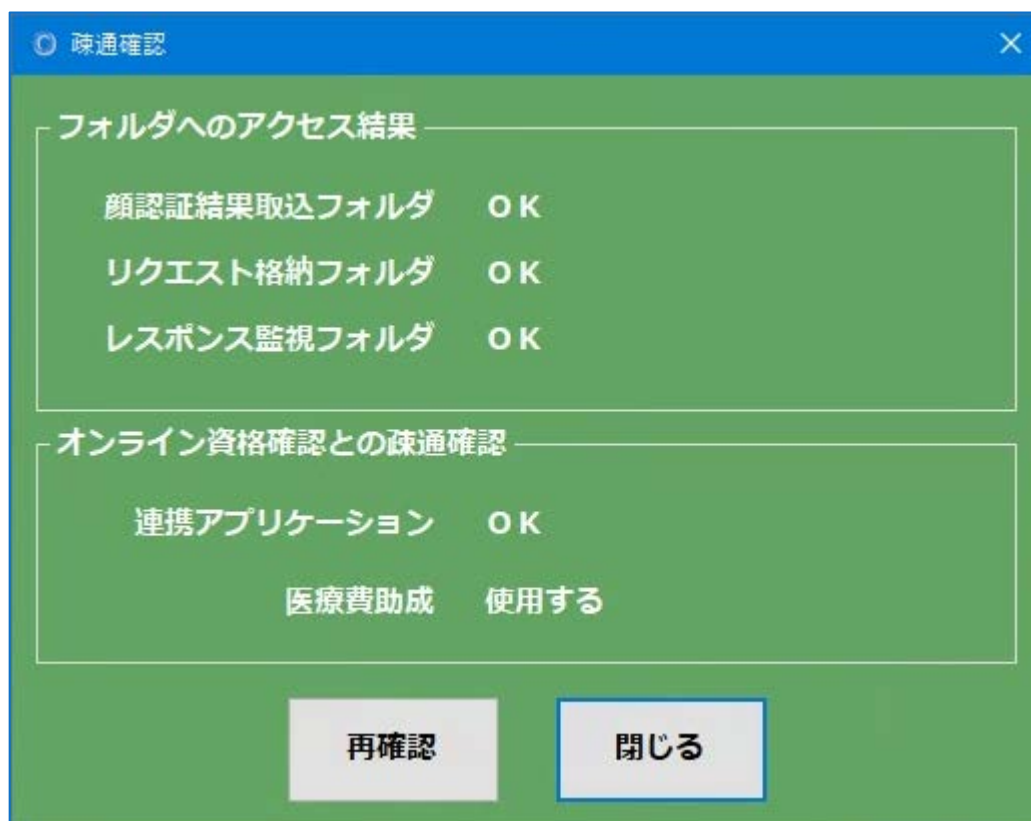 疎通確認
フォルダへのアクセス結果
顔認証結果取込フォルダ ＯＫ
リクエスト格納フォルダ ＯＫ
レスポンス監視フォルダ ＯＫ
オンライン資格確認との疎通確認
連携アプリケーション ＯＫ
医療費助成 使用する
再確認 閉じる